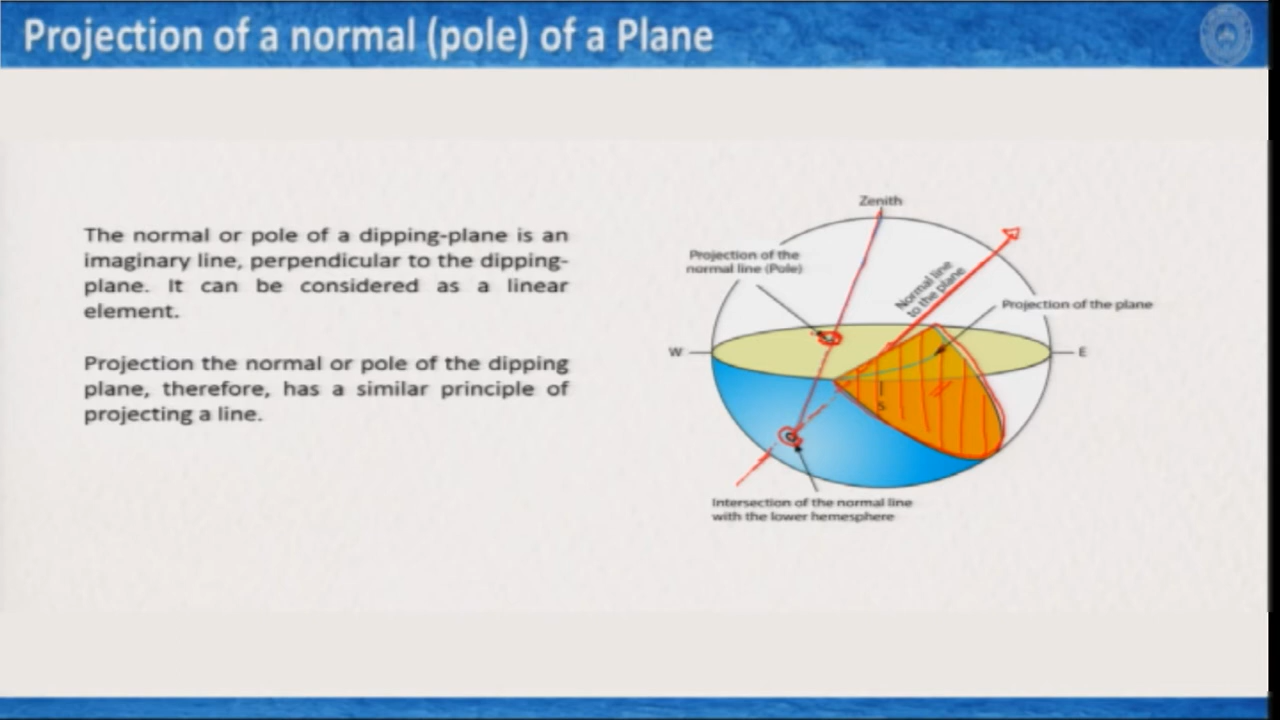 Projection of a normal (pole) of a Plane
The normal or pole of a dipping-plane is an
imaginary line, perpendicular to the dipping-
plane. It can be considered as a linear
element.
Projection the normal or pole of the dipping
plane, therefore, has a similar principle of
projecting a line.
Zenith
Projection of the
normal line (Pole)
Normal line
to the plane
Projection of the plane
W
E
S
Intersection of the normal line
with the lower hemesphere